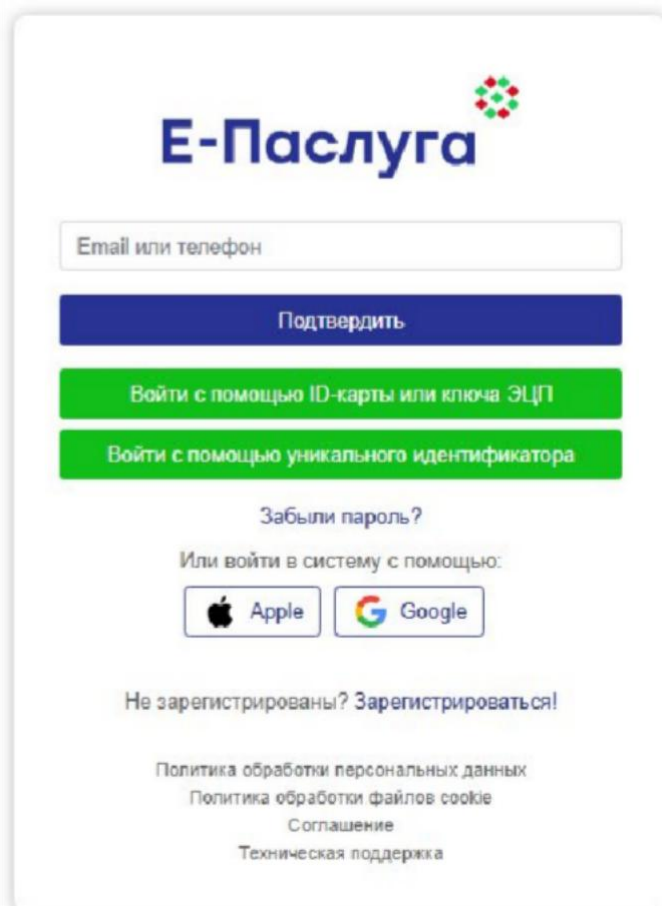 Е-Паслуга
Email или телефон
Подтвердить
Войти с помощью ID-карты или ключа ЭЦП
Войти с помощью уникального идентификатора
Забыли пароль?
Или войти в систему с помощью:
Apple Google
Не зарегистрированы? Зарегистрироваться!
Политика обработки персональных данных
Политика обработки файлов cookie
Соглашение
Техническая поддержка